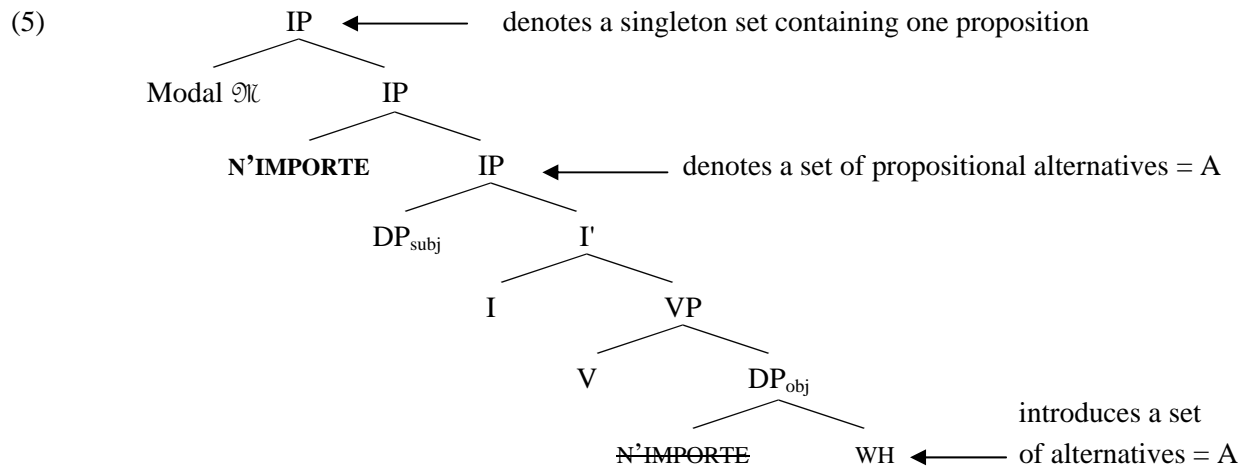 (5) IP denotes a singleton set containing one proposition
Modal 𝔐 IP
N’IMPORTE IP denotes a set of propositional alternatives = A
DPsubj I'
I VP
V DPobj
introduces a set
N’IMPORTE WH of alternatives = A